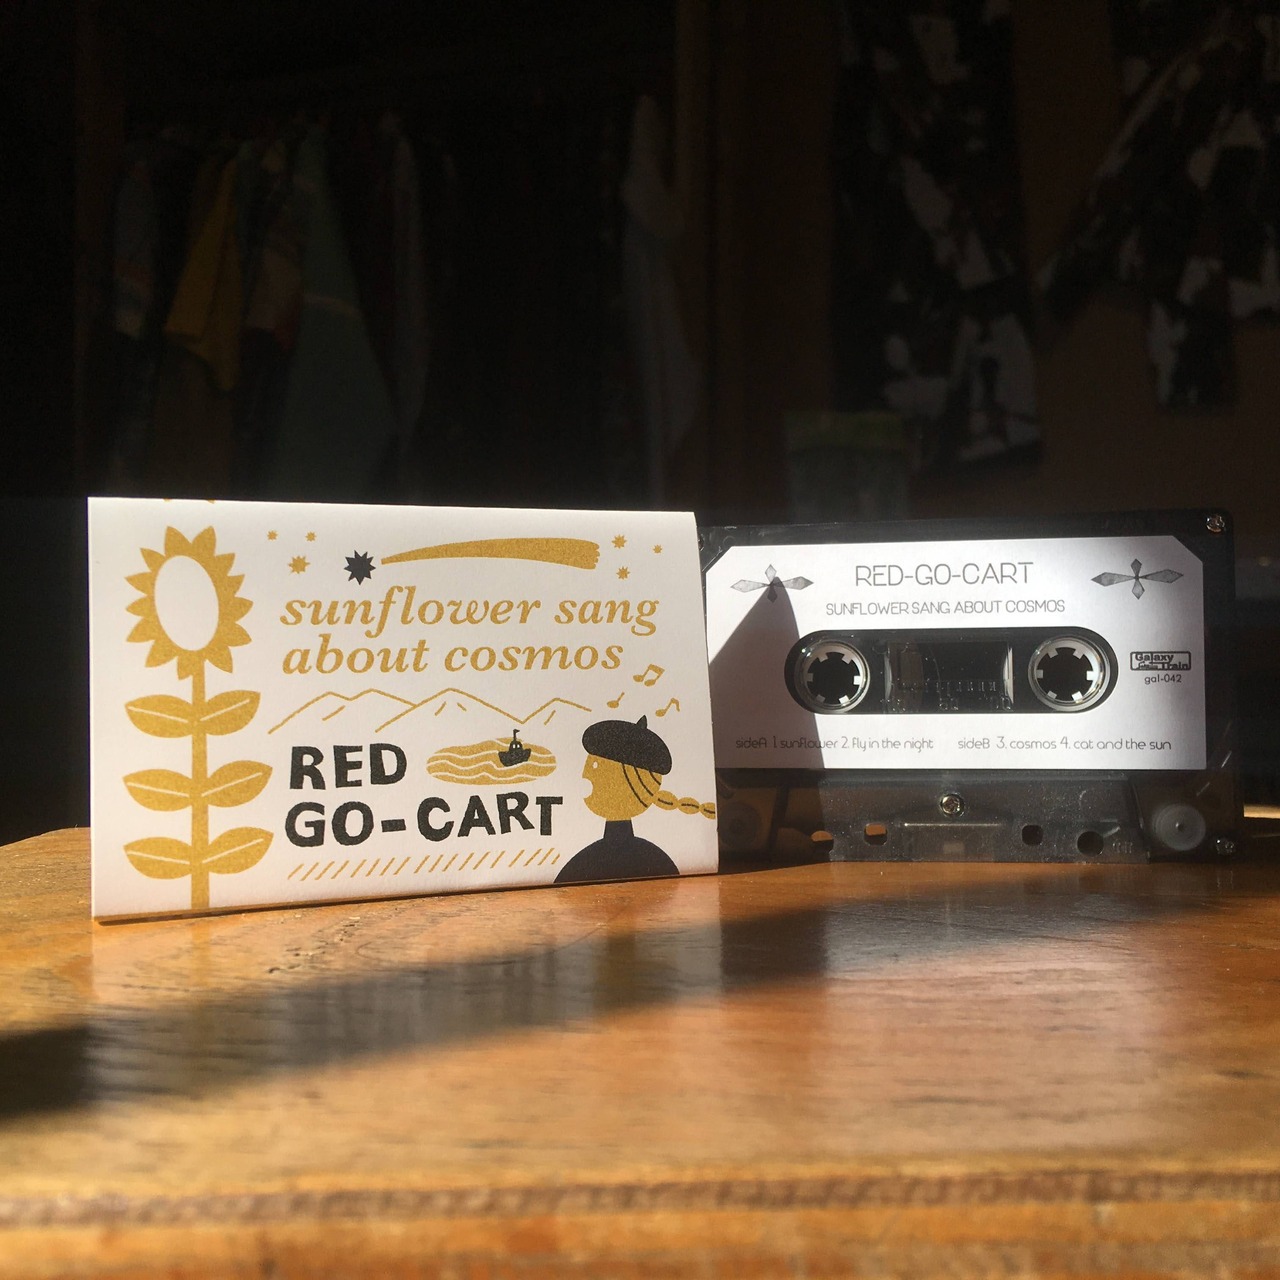 sunflower sang
about cosmos
RED
GO-CART
RED-GO-CART
SUNFLOWER SANG ABOUT COSMOS
Galaxy
Train
gal-042
sideA 1.sunflower 2.fly in the night sideB 3.cosmos 4.cat and the sun